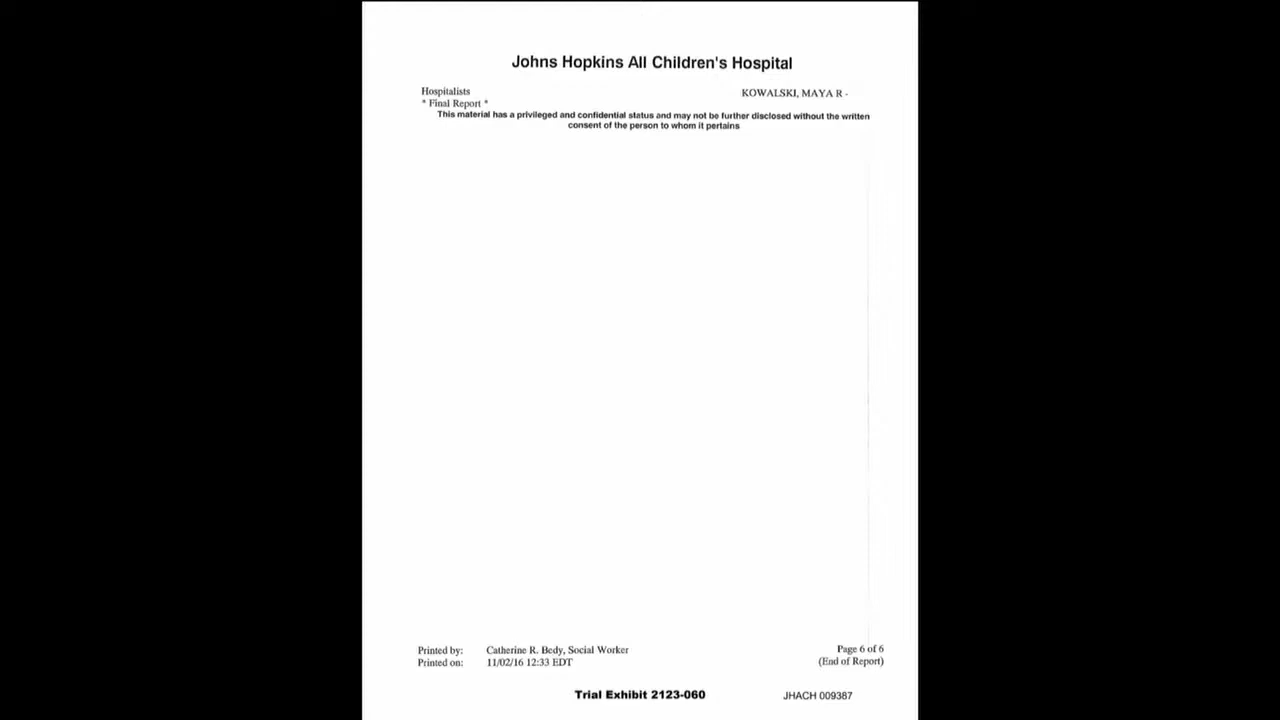 Johns Hopkins All Children's Hospital
Hospitalists
KOWALSKI, MAYA R -
* Final Report *
This material has a privileged and confidential status and may not be further disclosed without the written
consent of the person to whom it pertains
Printed by: Catherine R. Bedy, Social Worker
Page 6 of 6
Printed on: 11/02/16 12:33 EDT
(End of Report)
Trial Exhibit 2123-060
JHACH 009387